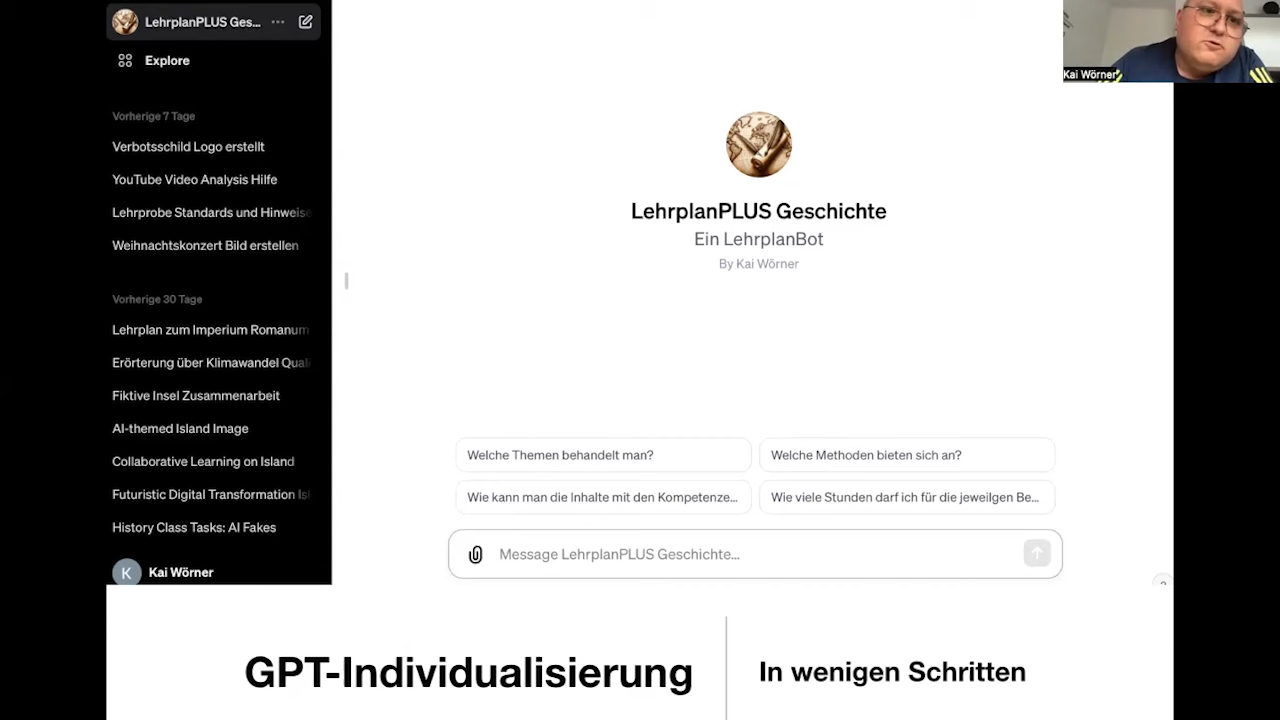 LehrplanPLUS Ges...
Explore
Vorherige 7 Tage
Verbotsschild Logo erstellt
YouTube Video Analysis Hilfe
Lehrprobe Standards und Hinweise
Weihnachtskonzert Bild erstellen
Vorherige 30 Tage
Lehrplan zum Imperium Romanum
Erörterung über Klimawandel Quali
Fiktive Insel Zusammenarbeit
AI-themed Island Image
Collaborative Learning on Island
Futuristic Digital Transformation Isl
History Class Tasks: AI Fakes
K
Kai Wörner
Kai Wörner
LehrplanPLUS Geschichte
Ein LehrplanBot
By Kai Wörner
Welche Themen behandelt man?
Welche Methoden bieten sich an?
Wie kann man die Inhalte mit den Kompetenze...
Wie viele Stunden darf ich für die jeweilgen Be...
Message LehrplanPLUS Geschichte...
?
GPT-Individualisierung
In wenigen Schritten